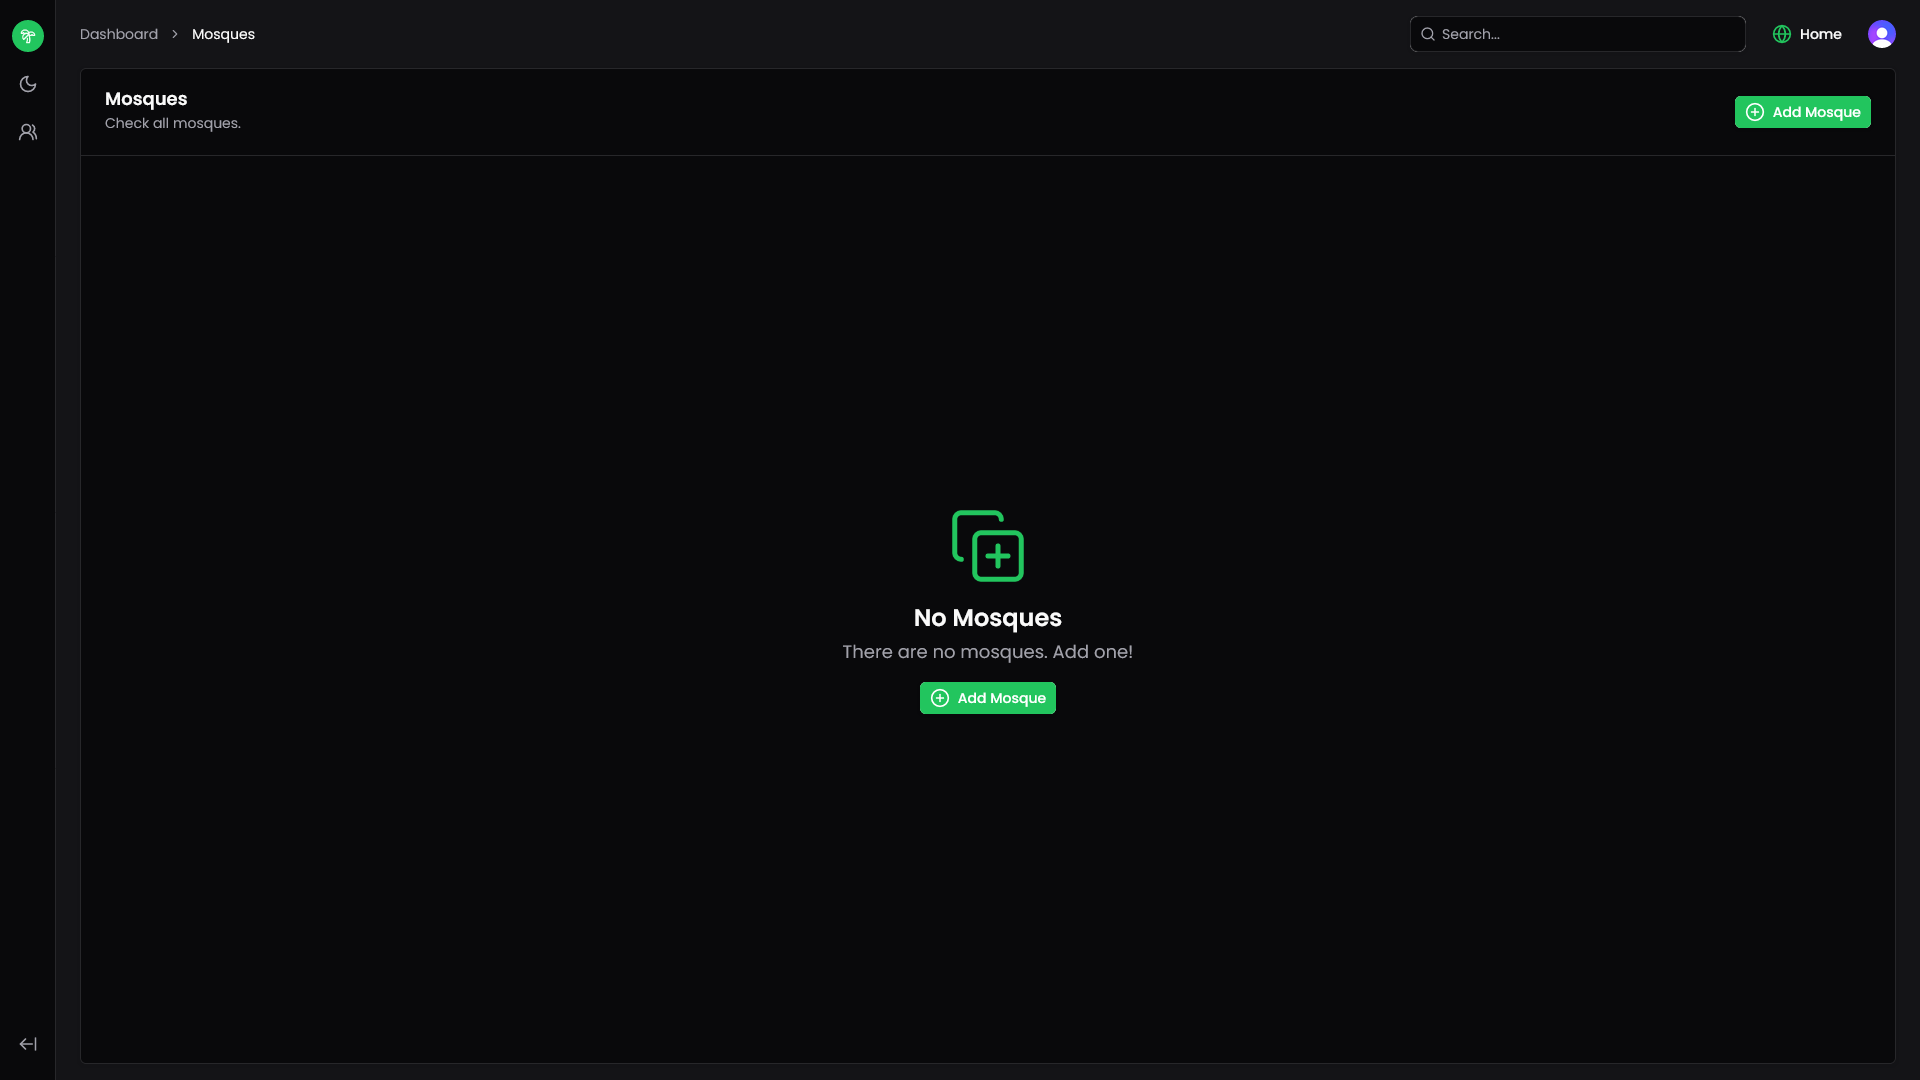 Dashboard > Mosques
Search...
Home
Mosques
Check all mosques.
Add Mosque
No Mosques
There are no mosques. Add one!
Add Mosque